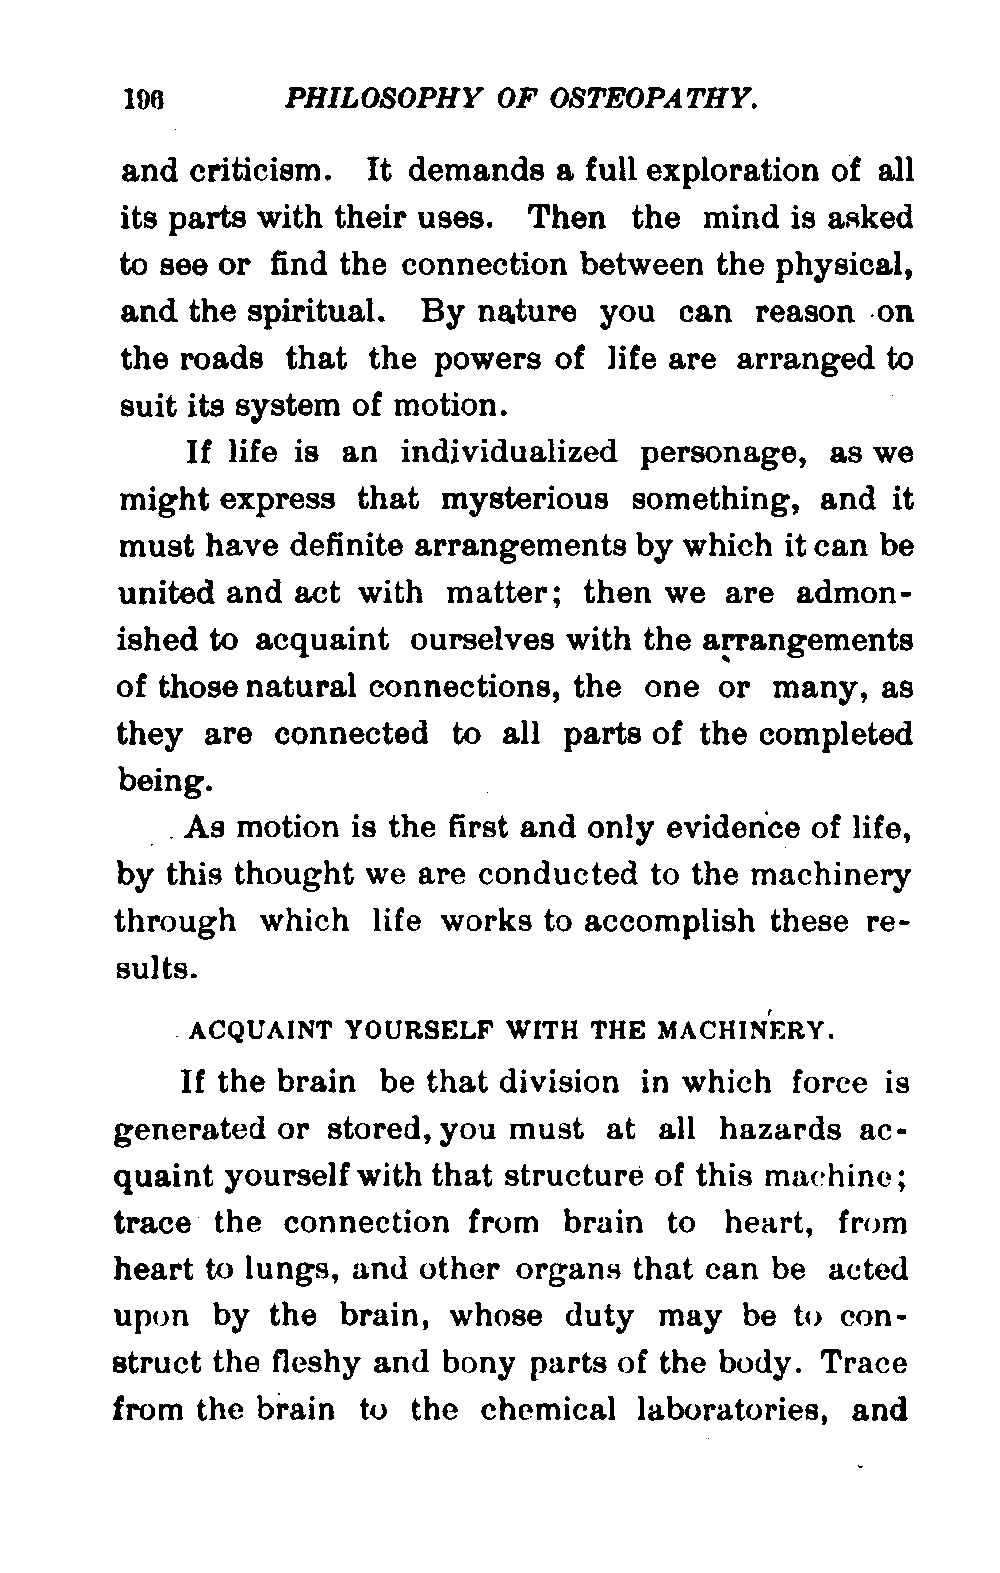 196 PHILOSOPHY OF OSTEOPATHY.
and criticism. It demands a full exploration of all
its parts with their uses. Then the mind is asked
to see or find the connection between the physical,
and the spiritual. By nature you can reason on
the roads that the powers of life are arranged to
suit its system of motion.
If life is an individualized personage, as we
might express that mysterious something, and it
must have definite arrangements by which it can be
united and act with matter; then we are admon-
ished to acquaint ourselves with the arrangements
of those natural connections, the one or many, as
they are connected to all parts of the completed
being.
As motion is the first and only evidence of life,
by this thought we are conducted to the machinery
through which life works to accomplish these re-
sults.
ACQUAINT YOURSELF WITH THE MACHINERY.
If the brain be that division in which force is
generated or stored, you must at all hazards ac-
quaint yourself with that structure of this machine;
trace the connection from brain to heart, from
heart to lungs, and other organs that can be acted
upon by the brain, whose duty may be to con-
struct the fleshy and bony parts of the body. Trace
from the brain to the chemical laboratories, and